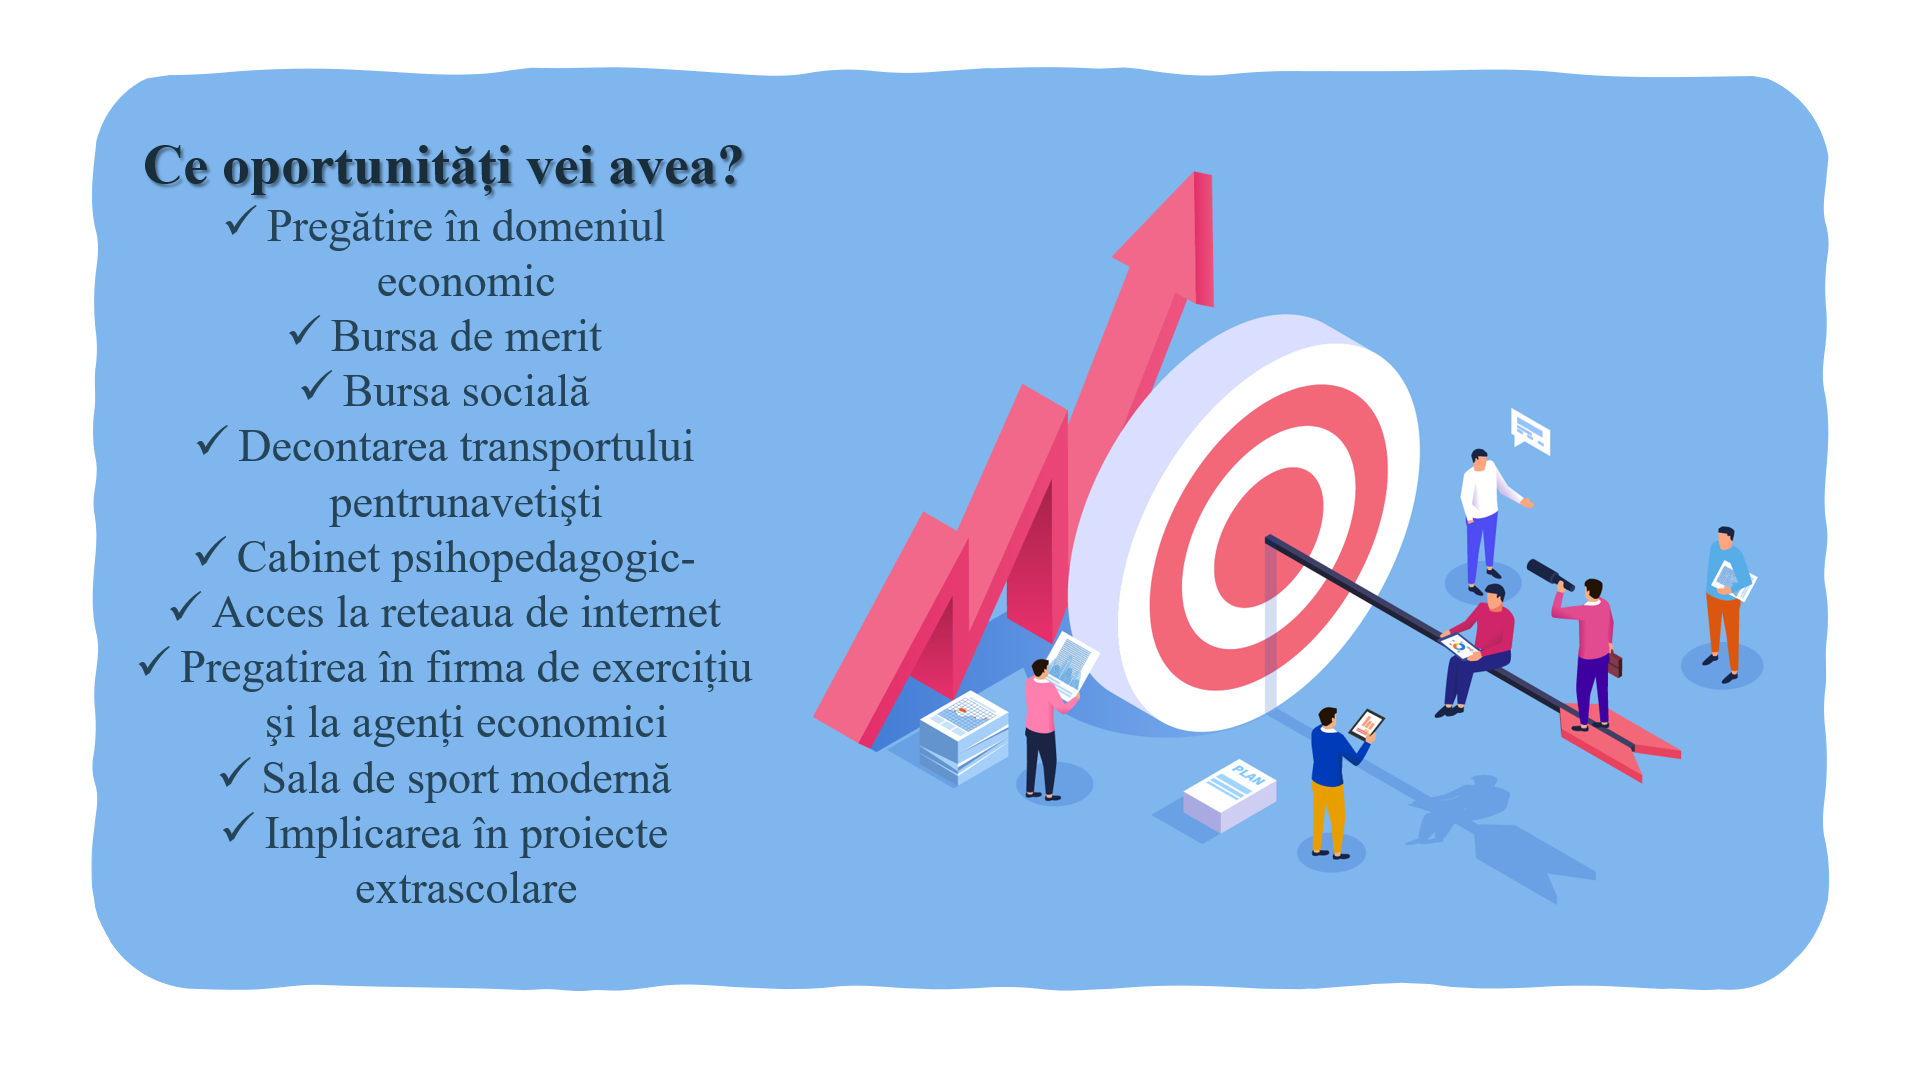 Ce oportunități vei avea?
✓ Pregătire în domeniul
economic
✓ Bursa de merit
✓ Bursa socială
✓ Decontarea transportului
pentrunavetişti
✓ Cabinet psihopedagogic-
✓ Acces la reteaua de internet
✓ Pregatirea în firma de exercițiu
şi la agenți economici
✓ Sala de sport modernă
✓ Implicarea în proiecte
extrascolare
PLAN